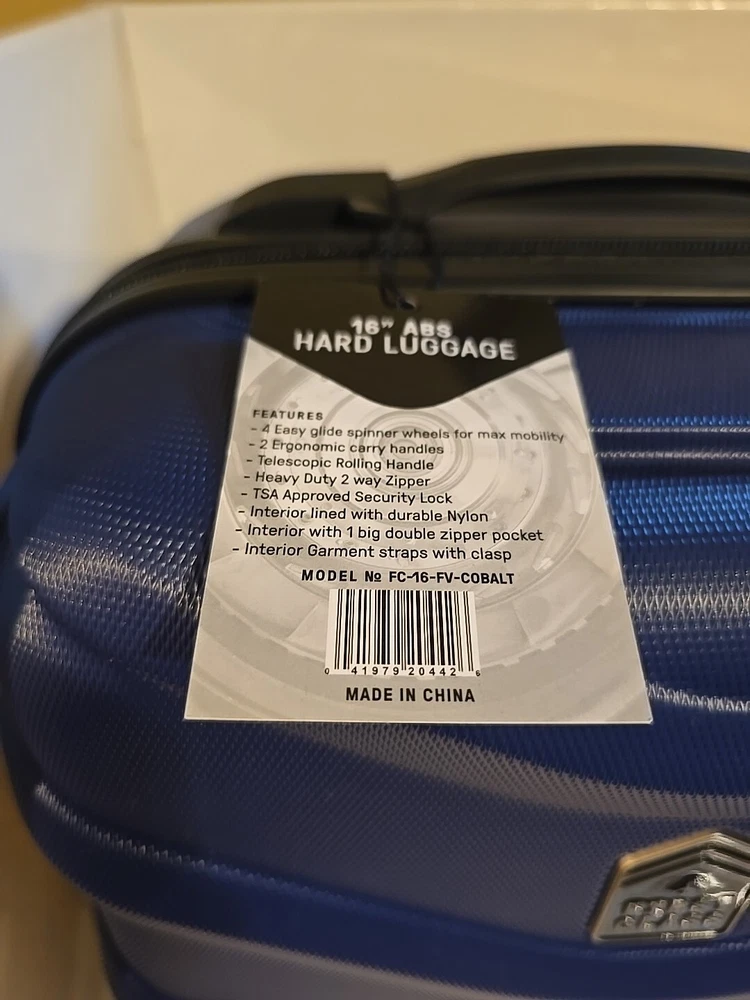 16" ABS
HARD LUGGAGE
FEATURES
- 4 Easy glide spinner wheels for max mobility
- 2 Ergonomic carry handles
- Telescopic Rolling Handle
- Heavy Duty 2 way Zipper
- TSA Approved Security Lock
- Interior lined with durable Nylon
- Interior with 1 big double zipper pocket
- Interior Garment straps with clasp
MODEL № FC-16-FV-COBALT
0 41979 20442 6
MADE IN CHINA